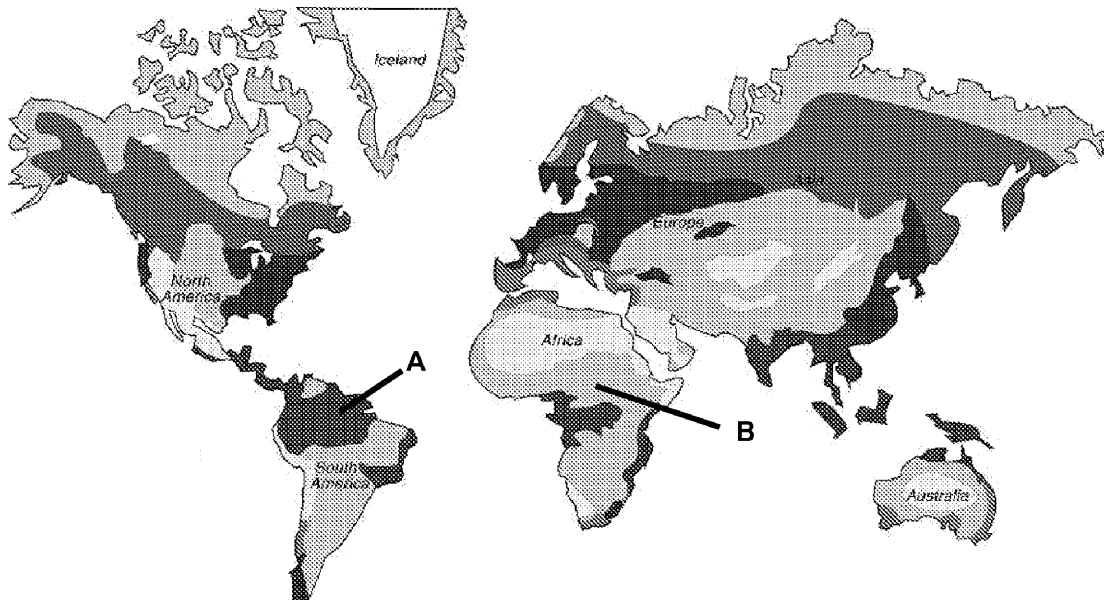 Iceland
Asia
Europe
North
America
Africa
A
B
South
America
Australia